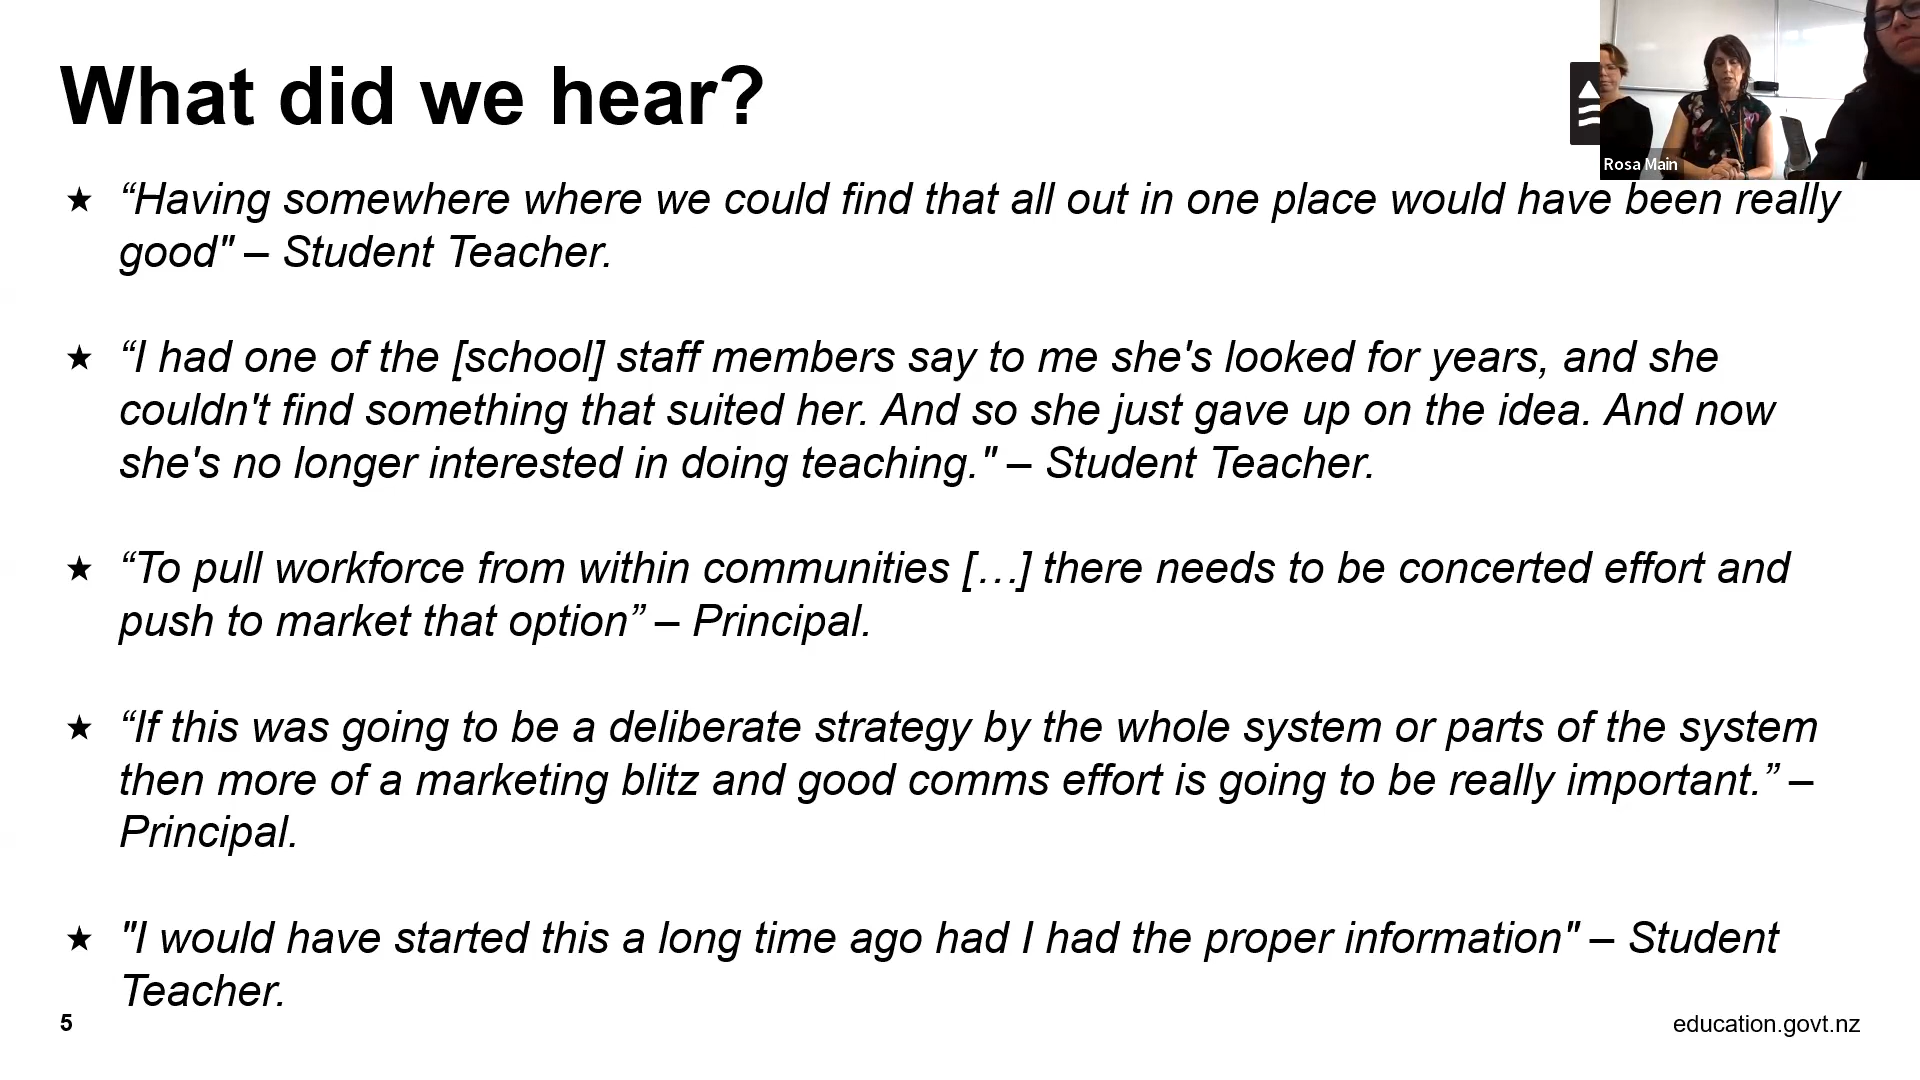 What did we hear?
Rosa Main
★ “Having somewhere where we could find that all out in one place would have been really
good" – Student Teacher.
★ “I had one of the [school] staff members say to me she's looked for years, and she
couldn't find something that suited her. And so she just gave up on the idea. And now
she's no longer interested in doing teaching." – Student Teacher.
★ “To pull workforce from within communities […] there needs to be concerted effort and
push to market that option” – Principal.
★ “If this was going to be a deliberate strategy by the whole system or parts of the system
then more of a marketing blitz and good comms effort is going to be really important.” –
Principal.
★ "I would have started this a long time ago had I had the proper information" – Student
Teacher.
5
education.govt.nz